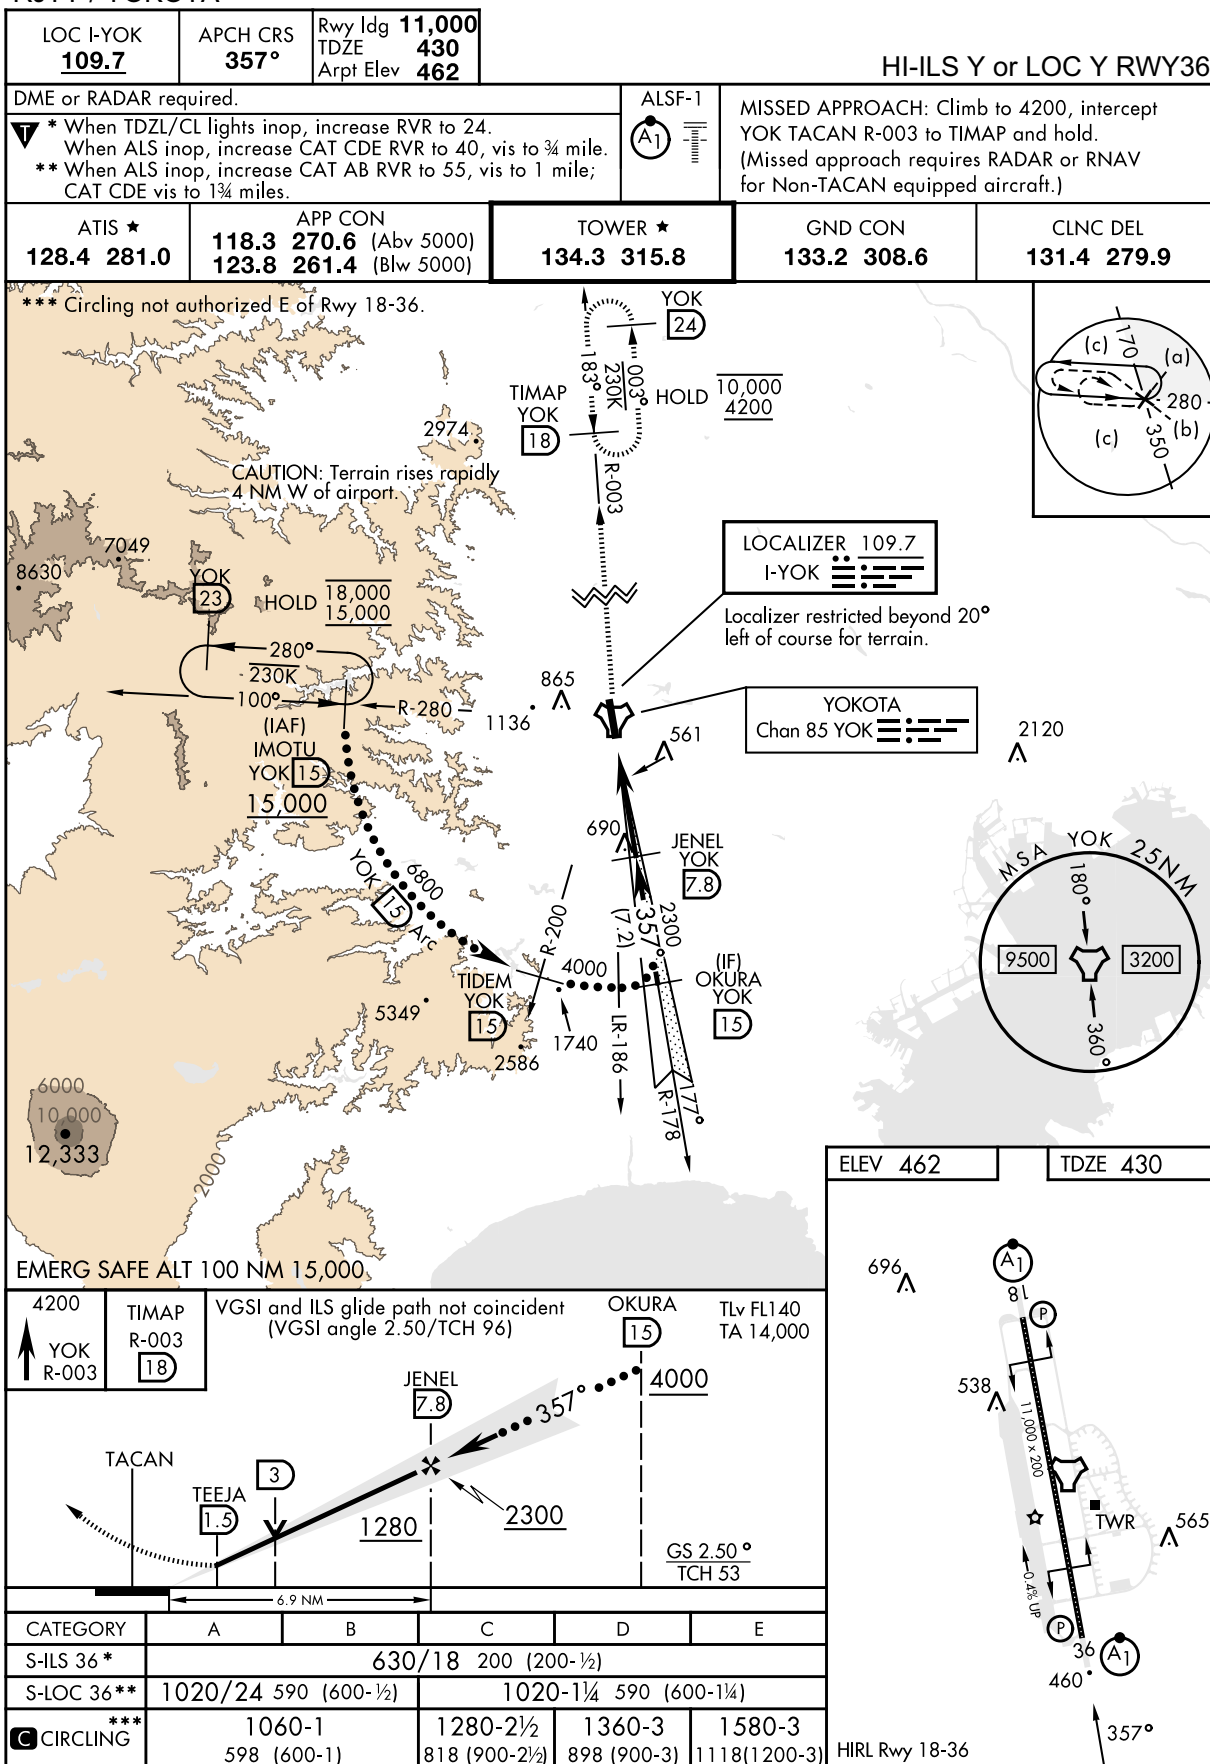 LOC I-YOK
109.7
APCH CRS
357°
Rwy ldg 11,000
TDZE 430
Arpt Elev 462
HI-ILS Y or LOC Y RWY36
DME or RADAR required.
T
* When TDZL/CL lights inop, increase RVR to 24.
When ALS inop, increase CAT CDE RVR to 40, vis to ¾ mile.
** When ALS inop, increase CAT AB RVR to 55, vis to 1 mile;
CAT CDE vis to 1¾ miles.
ALSF-1
A1
MISSED APPROACH: Climb to 4200, intercept
YOK TACAN R-003 to TIMAP and hold.
(Missed approach requires RADAR or RNAV
for Non-TACAN equipped aircraft.)
ATIS ★
128.4 281.0
APP CON
118.3 270.6 (Abv 5000)
123.8 261.4 (Blw 5000)
TOWER ★
134.3 315.8
GND CON
133.2 308.6
CLNC DEL
131.4 279.9
*** Circling not authorized E of Rwy 18-36.
YOK
24
183°
230K
003°
HOLD
10,000
4200
TIMAP
YOK
18
R-003
170
(c)
(a)
280
(b)
(c)
350
2974
CAUTION: Terrain rises rapidly
4 NM W of airport.
7049
8630
YOK
23
HOLD
18,000
15,000
280°
230K
100°
R-280
(IAF)
IMOTU
YOK 15
15,000
LOCALIZER 109.7
I-YOK
Localizer restricted beyond 20°
left of course for terrain.
865
1136
YOKOTA
Chan 85 YOK
561
2120
690
JENEL
YOK
7.8
6800
YOK 15 Arc
R-200
(7.2)
357°
2300
4000
(IF)
OKURA
YOK
15
TIDEM
YOK
15
5349
1740
2586
LR-186
R-178
177°
MSA YOK 25NM
180°
9500
3200
360°
6000
10,000
12,333
2000
EMERG SAFE ALT 100 NM 15,000
ELEV 462
TDZE 430
696
A1
18
P
538
11,000 x 200
TWR
565
0.4% UP
P
36
A1
460
357°
HIRL Rwy 18-36
4200
YOK
R-003
TIMAP
R-003
18
VGSI and ILS glide path not coincident
(VGSI angle 2.50/TCH 96)
OKURA
15
TLv FL140
TA 14,000
JENEL
7.8
357°
4000
TACAN
TEEJA
1.5
3
1280
2300
GS 2.50°
TCH 53
6.9 NM
CATEGORY A B C D E
S-ILS 36 * 630/18 200 (200-½)
S-LOC 36 ** 1020/24 590 (600-½) 1020-1¼ 590 (600-1¼)
C CIRCLING *** 1060-1 1280-2½ 1360-3 1580-3
598 (600-1) 818 (900-2½) 898 (900-3) 1118(1200-3)